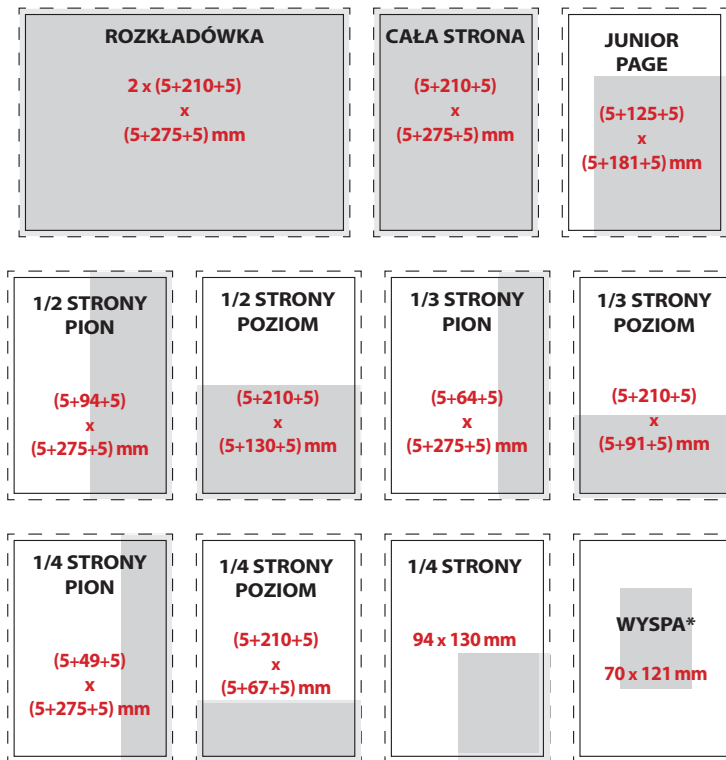 ROZKŁADÓWKA
2 x (5+210+5)
x
(5+275+5) mm
CAŁA STRONA
(5+210+5)
x
(5+275+5) mm
JUNIOR
PAGE
(5+125+5)
x
(5+181+5) mm
1/2 STRONY
PION
(5+94+5)
x
(5+275+5) mm
1/2 STRONY
POZIOM
(5+210+5)
x
(5+130+5) mm
1/3 STRONY
PION
(5+64+5)
x
(5+275+5) mm
1/3 STRONY
POZIOM
(5+210+5)
x
(5+91+5) mm
1/4 STRONY
PION
(5+49+5)
x
(5+275+5) mm
1/4 STRONY
POZIOM
(5+210+5)
x
(5+67+5) mm
1/4 STRONY
94 x 130 mm
WYSPA*
70 x 121 mm